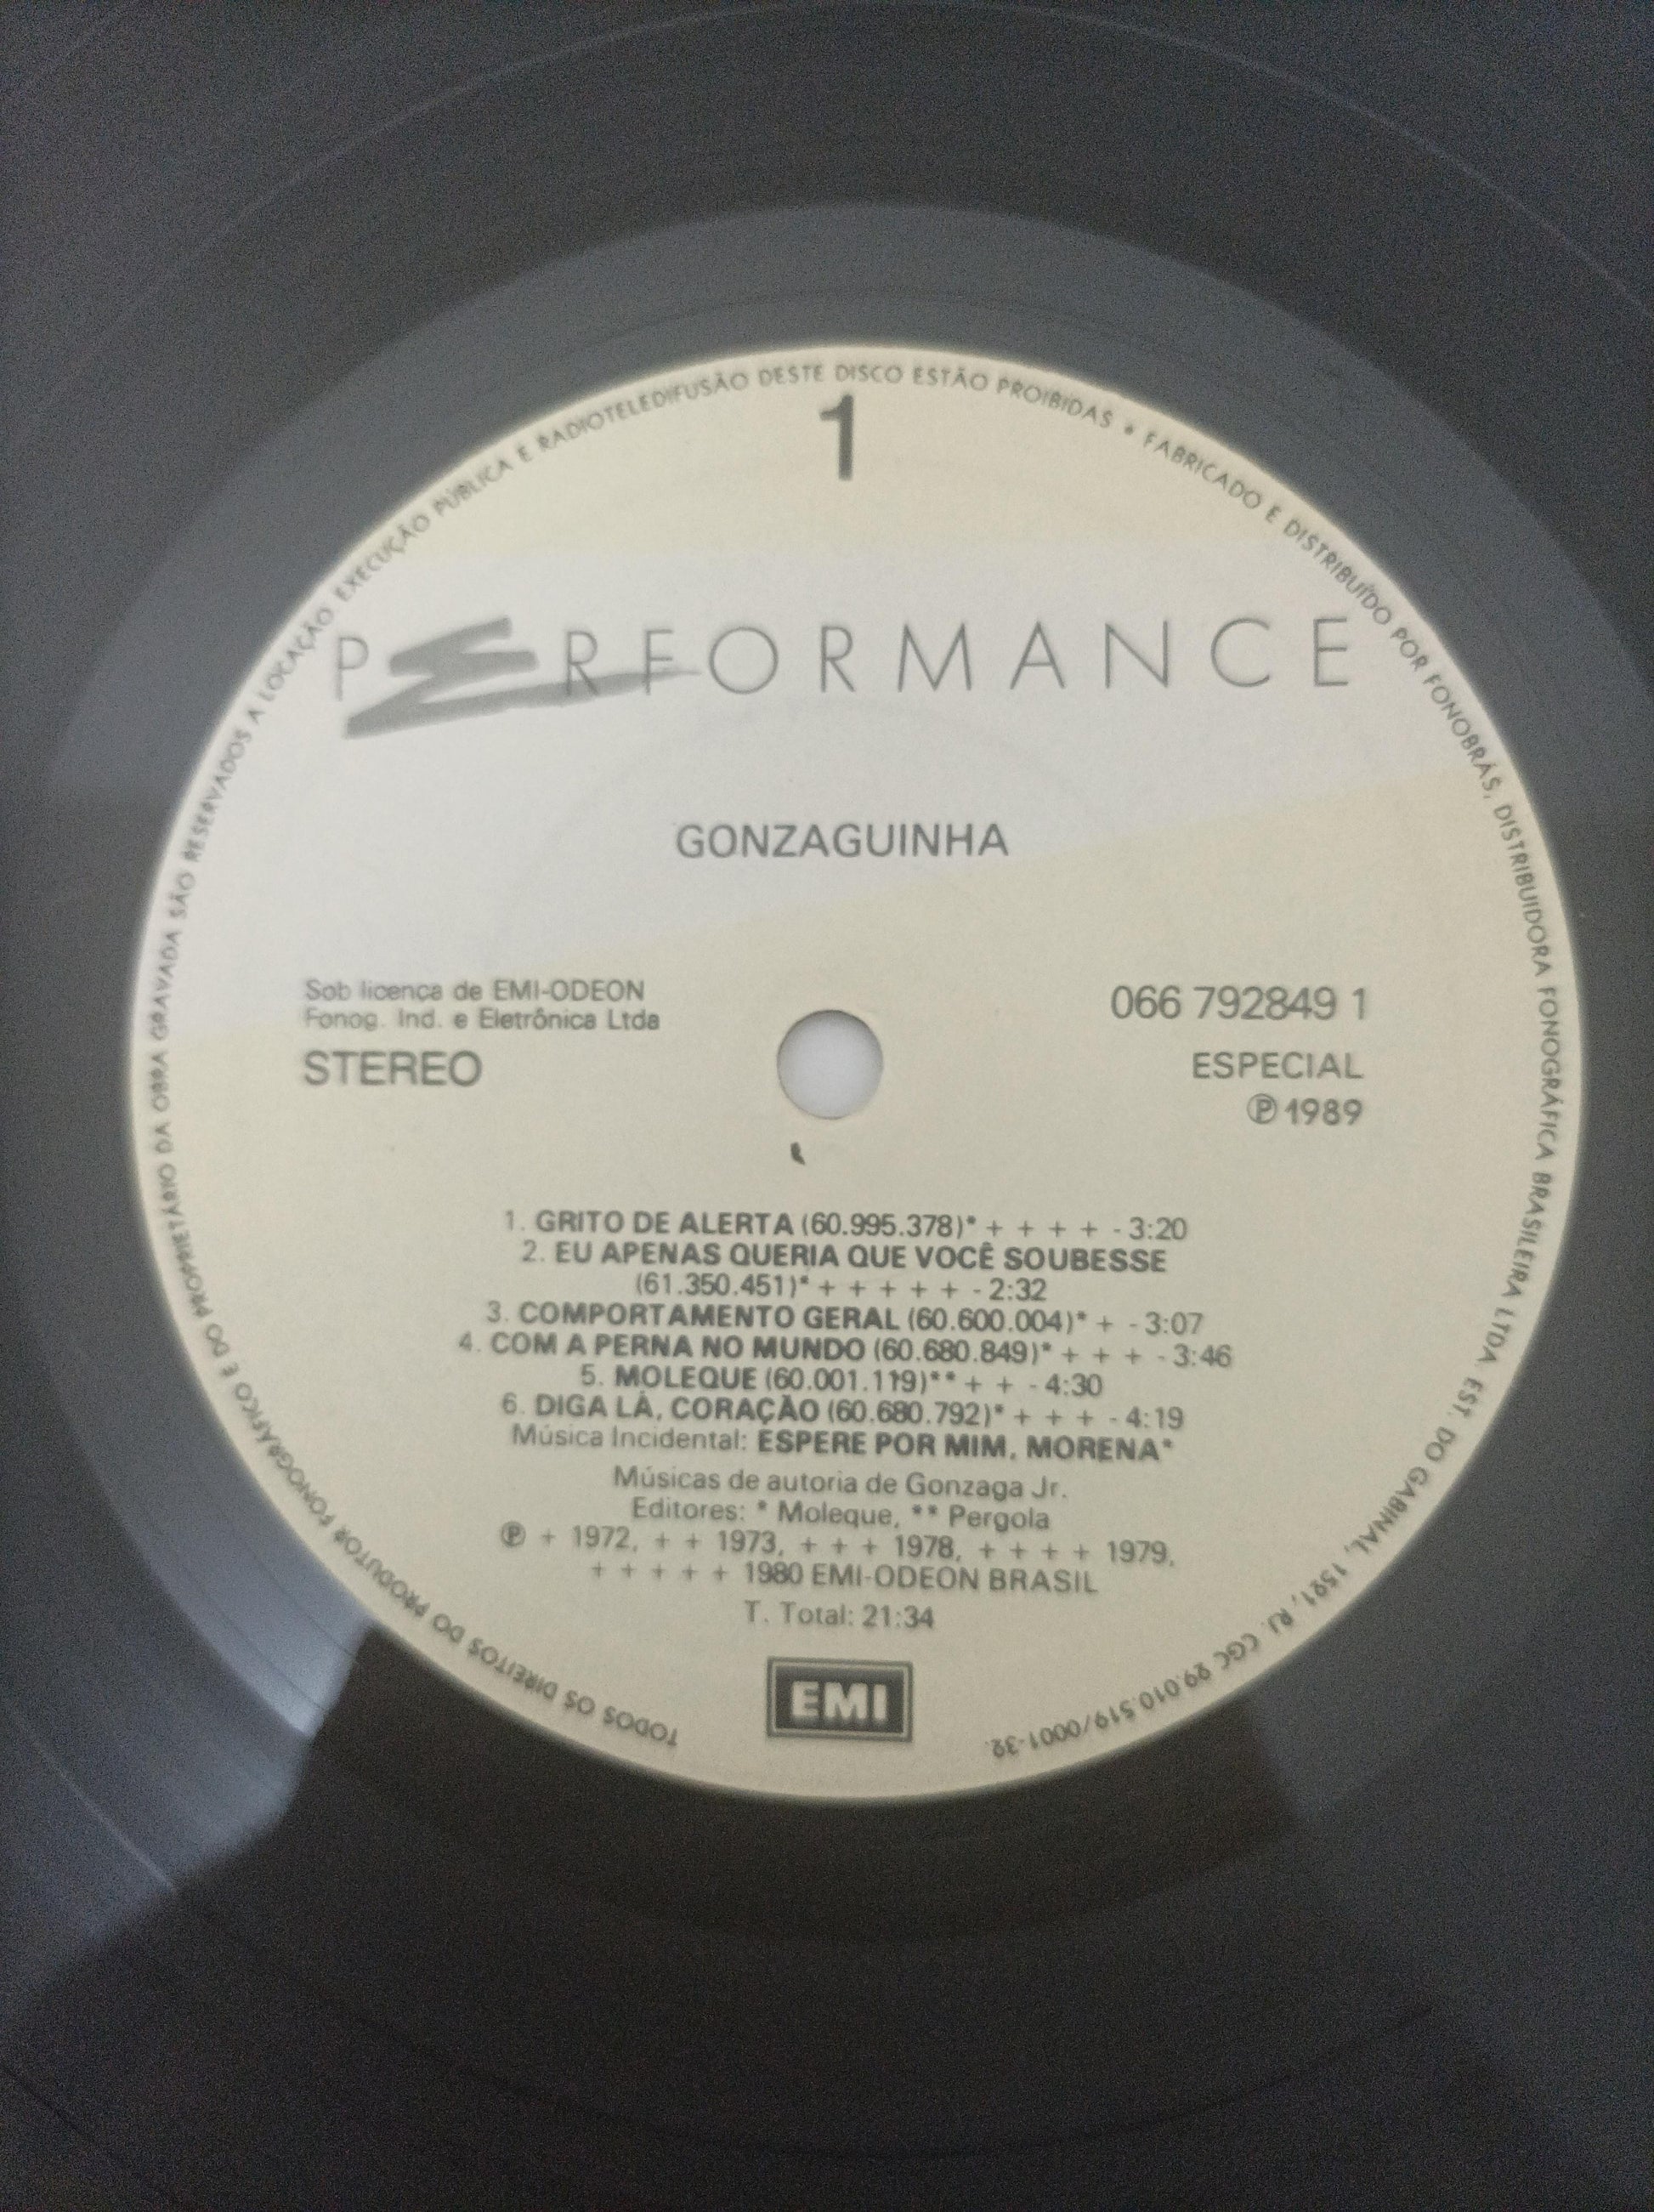 1
PERFORMANCE
GONZAGUINHA
Sob licença de EMI-ODEON
Fonog. Ind. e Eletrônica Ltda
STEREO
066 792849 1
ESPECIAL
℗ 1989
1. GRITO DE ALERTA (60.995.378)* + + + + - 3:20
2. EU APENAS QUERIA QUE VOCÊ SOUBESSE
(61.350.451)* + + + + + - 2:32
3. COMPORTAMENTO GERAL (60.600.004)* + - 3:07
4. COM A PERNA NO MUNDO (60.680.849)* + + + - 3:46
5. MOLEQUE (60.001.119)** + + - 4:30
6. DIGA LÁ, CORAÇÃO (60.680.792)* + + + - 4:19
Música Incidental: ESPERE POR MIM, MORENA*
Músicas de autoria de Gonzaga Jr.
Editores: * Moleque, ** Pergola
℗ + 1972, + + 1973, + + + 1978, + + + + 1979,
+ + + + + 1980 EMI-ODEON BRASIL
T. Total: 21:34
EMI
TODOS OS DIREITOS DO PRODUTOR FONOGRÁFICO E DO PROPRIETÁRIO DA OBRA GRAVADA SÃO RESERVADOS A LOCAÇÃO EXECUÇÃO PÚBLICA E RADIOTELEDIFUSÃO DESTE DISCO ESTÃO PROIBIDAS • FABRICADO E DISTRIBUÍDO POR FONOBRÁS, DISTRIBUIDORA FONOGRÁFICA BRASILEIRA LTDA. EST. DO GABINAL, 1521, RJ. CGC 29.010.519/0001-32.